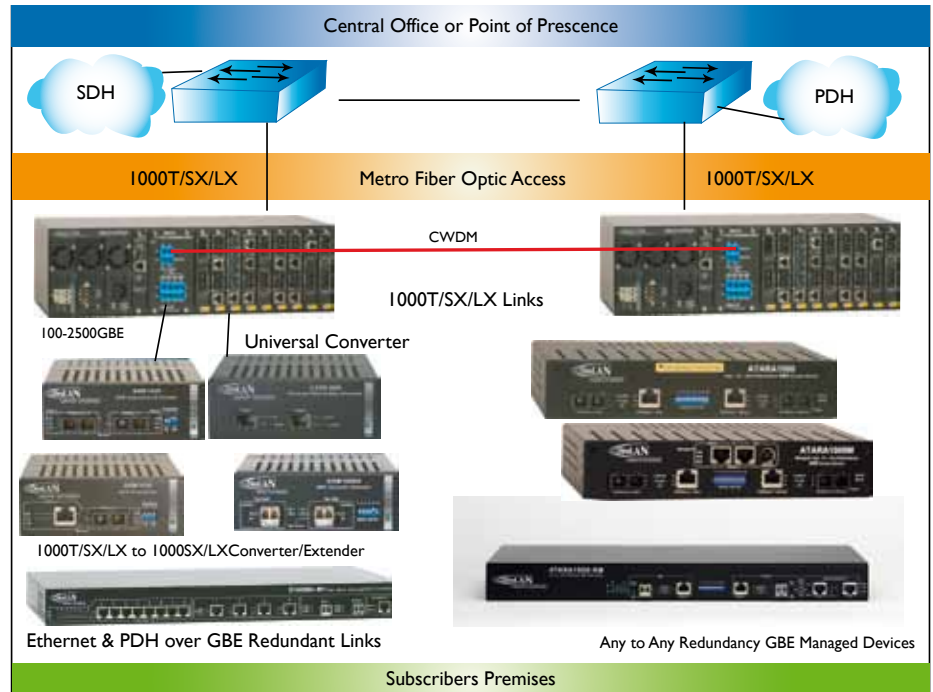 Central Office or Point of Prescence
SDH
PDH
1000T/SX/LX
Metro Fiber Optic Access
1000T/SX/LX
CWDM
1000T/SX/LX Links
100-2500GBE
Universal Converter
ATARA1000
ATARA1000M
1000T/SX/LX to 1000SX/LXConverter/Extender
Ethernet & PDH over GBE Redundant Links
Any to Any Redundancy GBE Managed Devices
Subscribers Premises